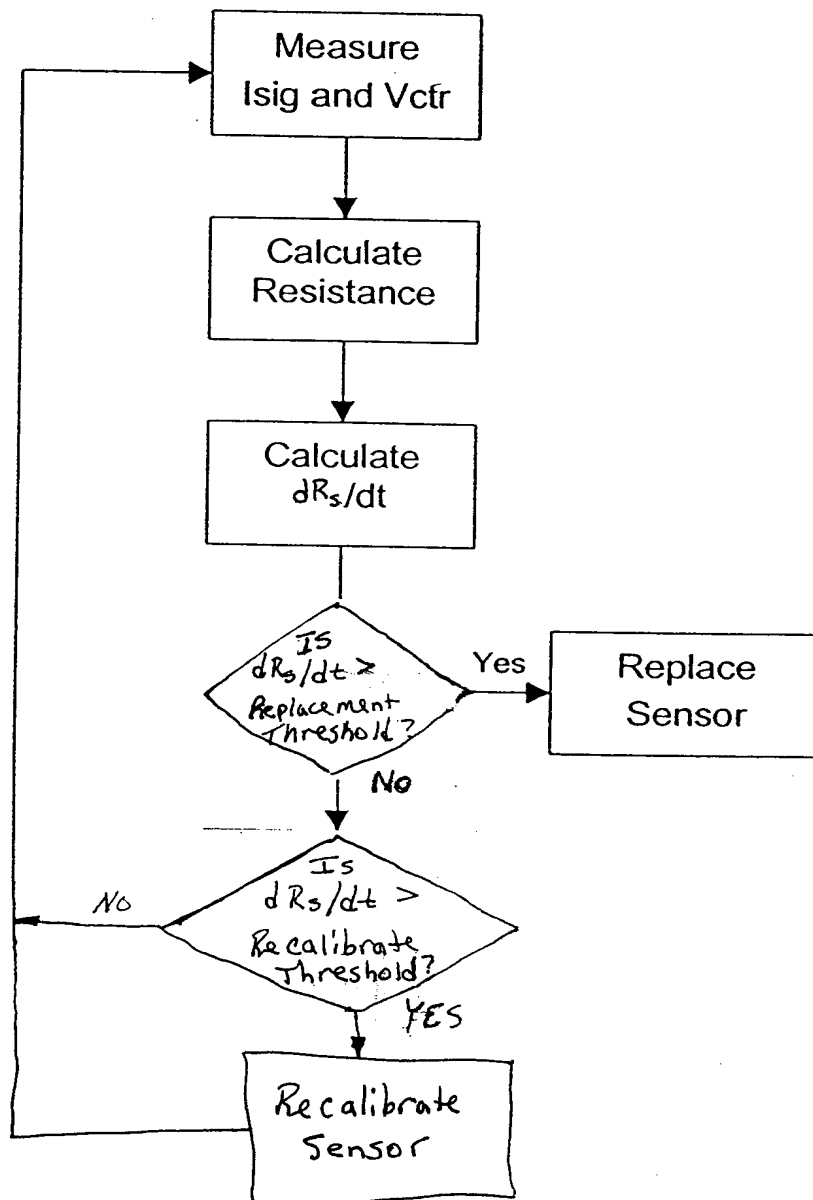 Measure
Isig and Vctr
Calculate
Resistance
Calculate
dRs/dt
Is
dRs/dt >
Replacement
Threshold?
Yes
Replace
Sensor
No
Is
dRs/dt >
Recalibrate
Threshold?
No
YES
Recalibrate
Sensor